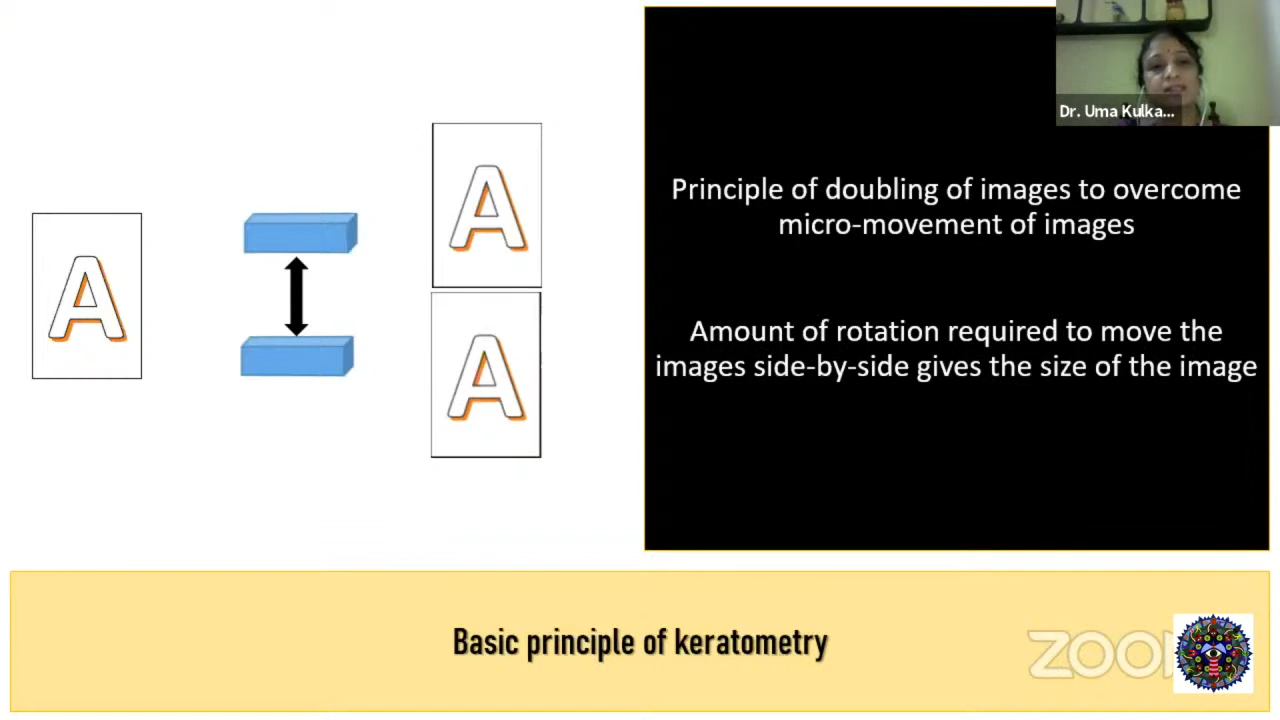 A
A
A
Dr. Uma Kulka...
Principle of doubling of images to overcome
micro-movement of images
Amount of rotation required to move the
images side-by-side gives the size of the image
Basic principle of keratometry